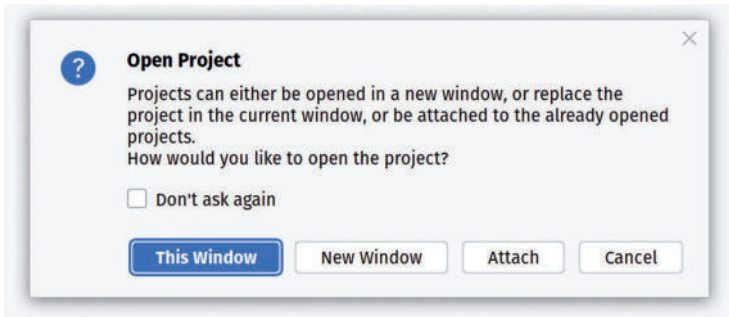 ?
Open Project
Projects can either be opened in a new window, or replace the
project in the current window, or be attached to the already opened
projects.
How would you like to open the project?
Don't ask again
This Window New Window Attach Cancel